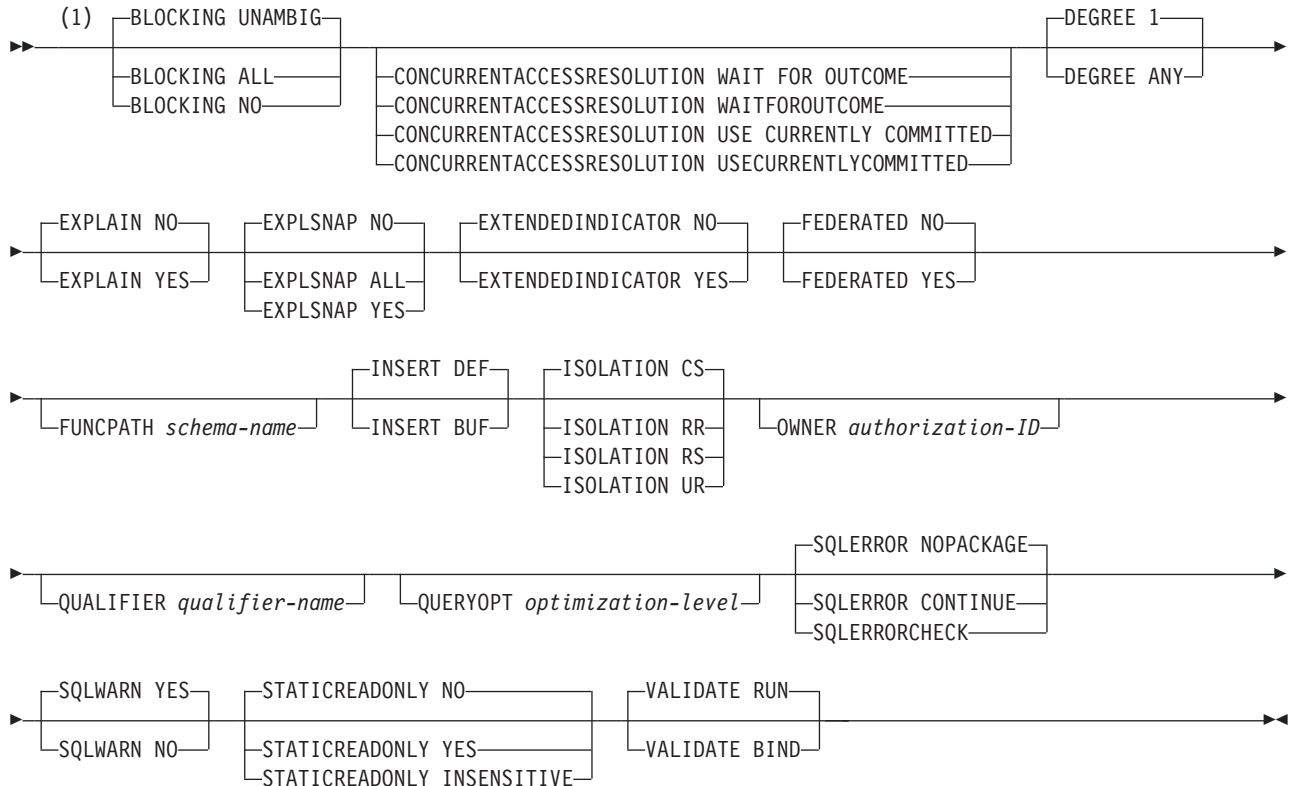 (1) BLOCKING UNAMBIG DEGREE 1
BLOCKING ALL CONCURRENTACCESSRESOLUTION WAIT FOR OUTCOME DEGREE ANY
BLOCKING NO CONCURRENTACCESSRESOLUTION WAITFOROUTCOME
CONCURRENTACCESSRESOLUTION USE CURRENTLY COMMITTED
CONCURRENTACCESSRESOLUTION USECURRENTLYCOMMITTED
EXPLAIN NO EXPLSNAP NO EXTENDEDINDICATOR NO FEDERATED NO
EXPLAIN YES EXPLSNAP ALL EXTENDEDINDICATOR YES FEDERATED YES
EXPLSNAP YES
INSERT DEF ISOLATION CS
FUNCPATH schema-name INSERT BUF ISOLATION RR OWNER authorization-ID
ISOLATION RS
ISOLATION UR
SQLERROR NOPACKAGE
QUALIFIER qualifier-name QUERYOPT optimization-level SQLERROR CONTINUE
SQLERRORCHECK
SQLWARN YES STATICREADONLY NO VALIDATE RUN
SQLWARN NO STATICREADONLY YES VALIDATE BIND
STATICREADONLY INSENSITIVE